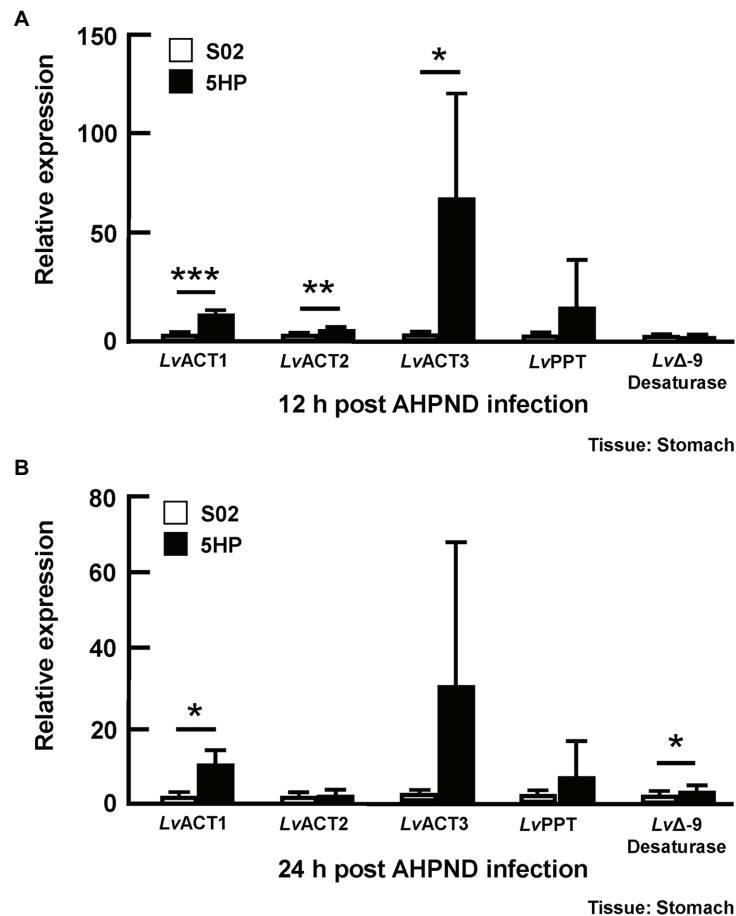 A
Relative expression
150
100
50
0
S02
5HP
***
**
*
LvACT1 LvACT2 LvACT3 LvPPT LvΔ-9
Desaturase
12 h post AHPND infection
Tissue: Stomach
B
Relative expression
80
60
40
20
0
S02
5HP
*
*
LvACT1 LvACT2 LvACT3 LvPPT LvΔ-9
Desaturase
24 h post AHPND infection
Tissue: Stomach